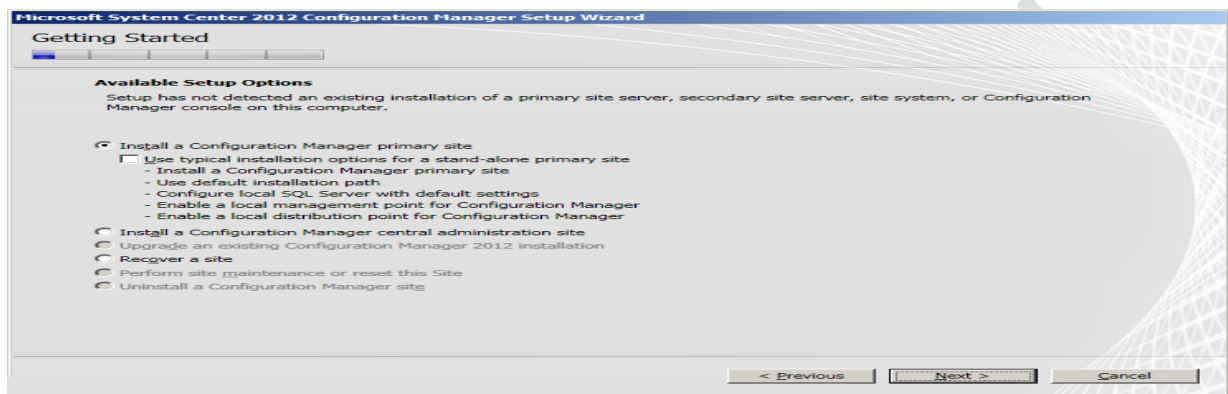 Microsoft System Center 2012 Configuration Manager Setup Wizard
Getting Started
Available Setup Options
Setup has not detected an existing installation of a primary site server, secondary site server, site system, or Configuration
Manager console on this computer.
Install a Configuration Manager primary site
Use typical installation options for a stand-alone primary site
- Install a Configuration Manager primary site
- Use default installation path
- Configure local SQL Server with default settings
- Enable a local management point for Configuration Manager
- Enable a local distribution point for Configuration Manager
Install a Configuration Manager central administration site
Upgrade an existing Configuration Manager 2012 installation
Recover a site
Perform site maintenance or reset this Site
Uninstall a Configuration Manager site
< Previous
Next >
Cancel